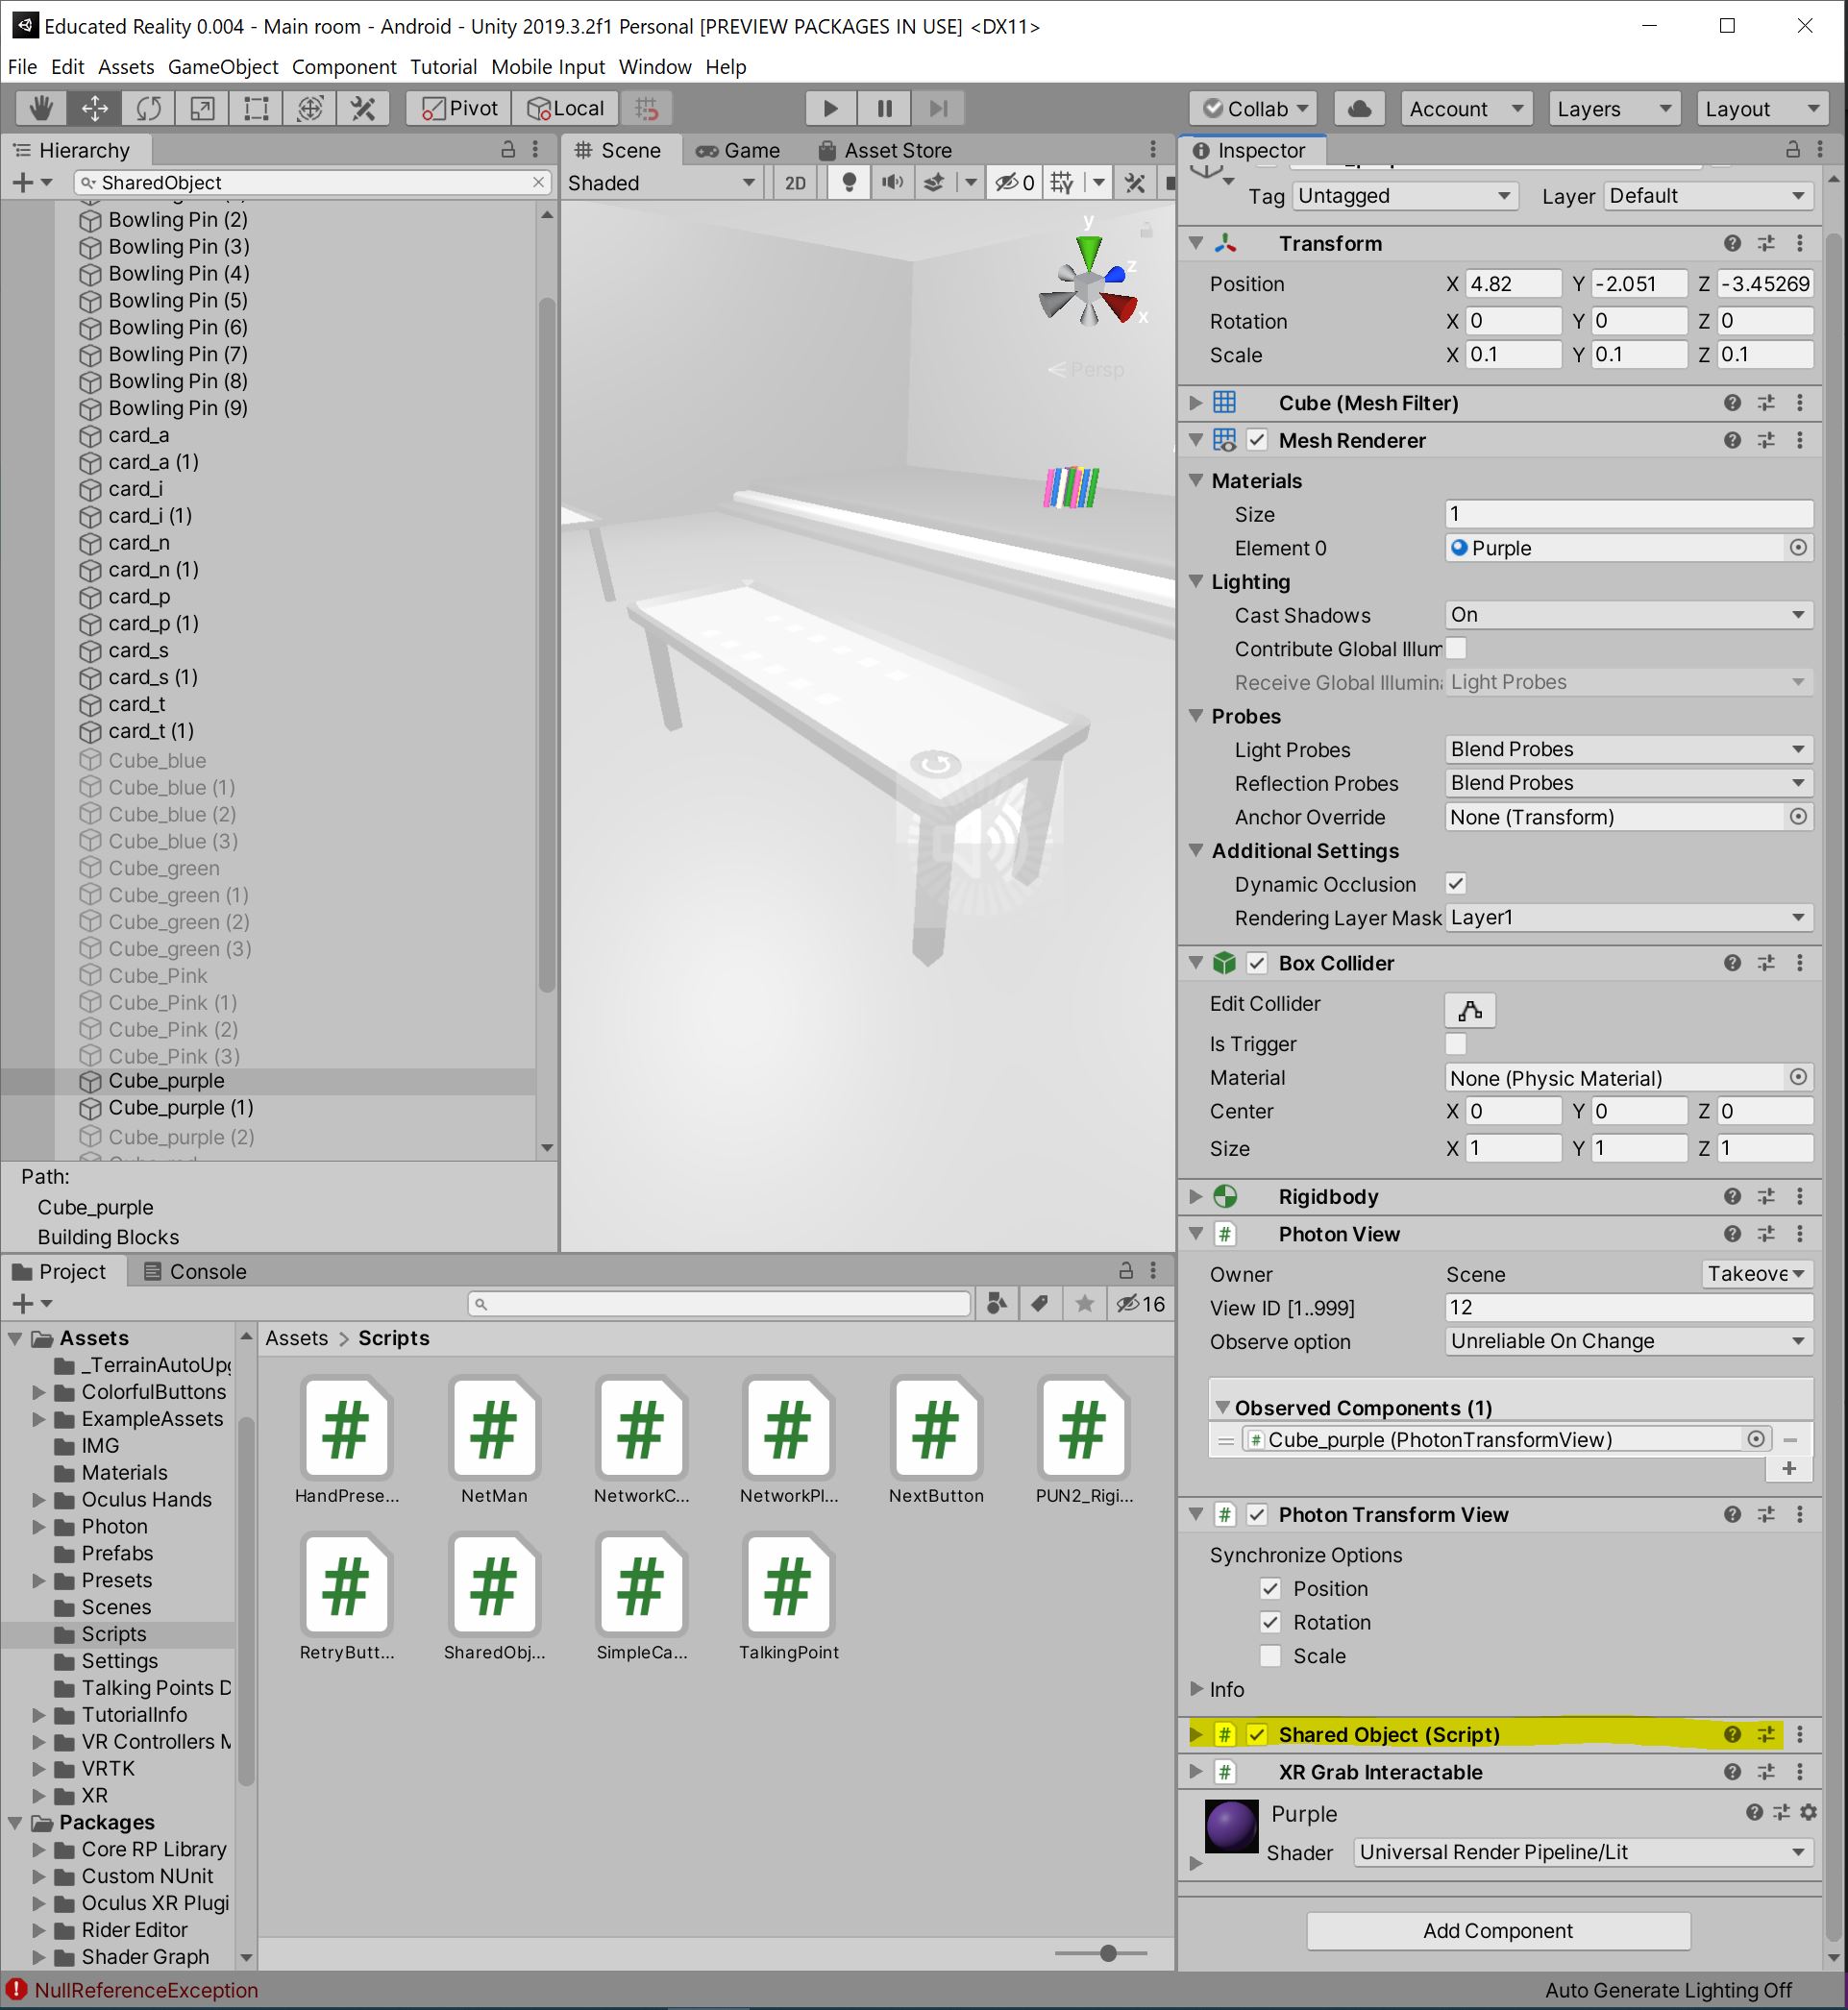 Educated Reality 0.004 - Main room - Android - Unity 2019.3.2f1 Personal [PREVIEW PACKAGES IN USE] <DX11>
File Edit Assets GameObject Component Tutorial Mobile Input Window Help
Pivot Local Collab Account Layers Layout
Hierarchy
SharedObject
Bowling Pin (2)
Bowling Pin (3)
Bowling Pin (4)
Bowling Pin (5)
Bowling Pin (6)
Bowling Pin (7)
Bowling Pin (8)
Bowling Pin (9)
card_a
card_a (1)
card_i
card_i (1)
card_n
card_n (1)
card_p
card_p (1)
card_s
card_s (1)
card_t
card_t (1)
Cube_blue
Cube_blue (1)
Cube_blue (2)
Cube_blue (3)
Cube_green
Cube_green (1)
Cube_green (2)
Cube_green (3)
Cube_Pink
Cube_Pink (1)
Cube_Pink (2)
Cube_Pink (3)
Cube_purple
Cube_purple (1)
Cube_purple (2)
Path:
Cube_purple
Building Blocks
Scene Game Asset Store
Shaded 2D 0
y
z
x
Persp
Inspector
Tag Untagged Layer Default
Transform
Position X 4.82 Y -2.051 Z -3.45269
Rotation X 0 Y 0 Z 0
Scale X 0.1 Y 0.1 Z 0.1
Cube (Mesh Filter)
Mesh Renderer
Materials
Size 1
Element 0 Purple
Lighting
Cast Shadows On
Contribute Global Illum
Receive Global Illumina Light Probes
Probes
Light Probes Blend Probes
Reflection Probes Blend Probes
Anchor Override None (Transform)
Additional Settings
Dynamic Occlusion
Rendering Layer Mask Layer1
Box Collider
Edit Collider
Is Trigger
Material None (Physic Material)
Center X 0 Y 0 Z 0
Size X 1 Y 1 Z 1
Rigidbody
Photon View
Owner Scene Takeove
View ID [1..999] 12
Observe option Unreliable On Change
Observed Components (1)
Cube_purple (PhotonTransformView)
Photon Transform View
Synchronize Options
Position
Rotation
Scale
Info
Shared Object (Script)
XR Grab Interactable
Purple
Shader Universal Render Pipeline/Lit
Add Component
Project Console
16
Assets
_TerrainAutoUpg
ColorfulButtons
ExampleAssets
IMG
Materials
Oculus Hands
Photon
Prefabs
Presets
Scenes
Scripts
Settings
Talking Points D
TutorialInfo
VR Controllers M
VRTK
XR
Packages
Core RP Library
Custom NUnit
Oculus XR Plugi
Rider Editor
Shader Graph
Assets > Scripts
HandPrese... NetMan NetworkC... NetworkPl... NextButton PUN2_Rigi...
RetryButt... SharedObj... SimpleCa... TalkingPoint
NullReferenceException
Auto Generate Lighting Off